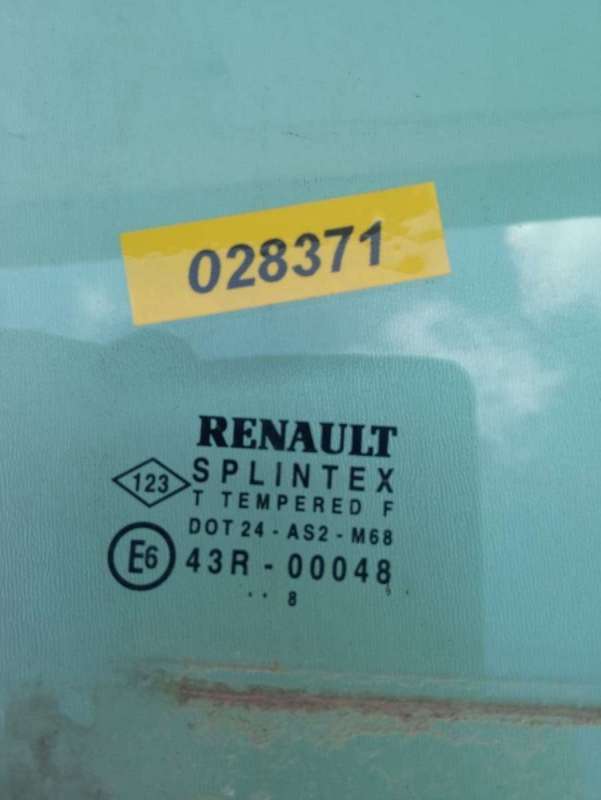 028371
RENAULT
123 SPLINTEX
T TEMPERED F
DOT 24 - AS2 - M68
E6 43R - 00048
.. 8